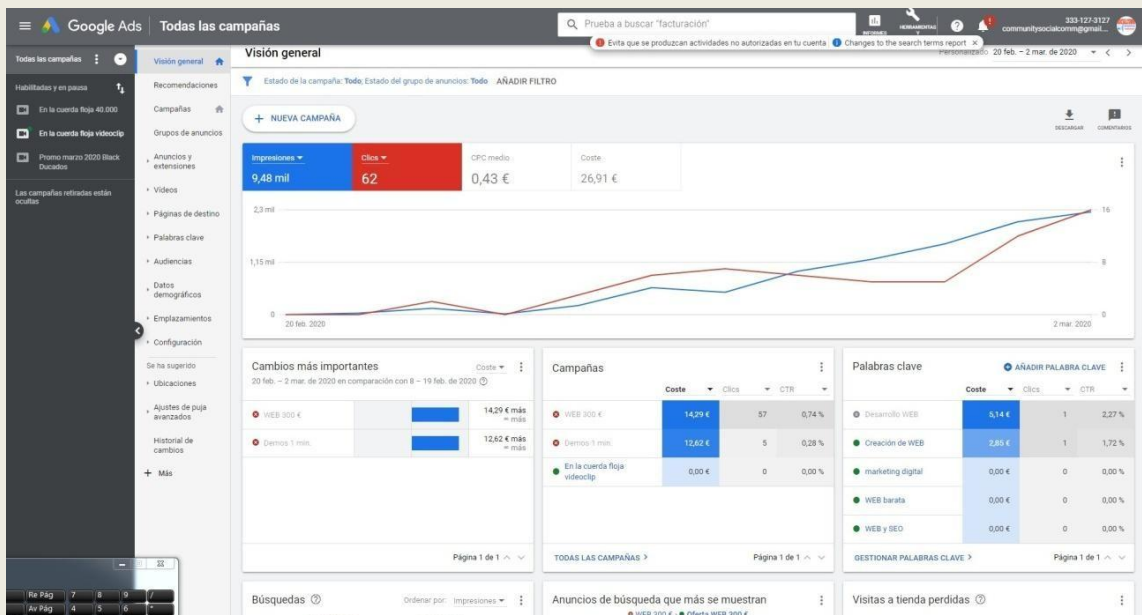 Google Ads
Todas las campañas
Prueba a buscar "facturación"
INFORMES
HERRAMIENTAS Y
333-127-3127
communitysocialcomm@gmail...
Evita que se produzcan actividades no autorizadas en tu cuenta
Changes to the search terms report
Todas las campañas
Habilitadas y en pausa
En la cuerda floja 40.000
En la cuerda floja videoclip
Promo marzo 2020 Black Ducados
Las campañas retiradas están
ocultas
Visión general
Recomendaciones
Campañas
Grupos de anuncios
Anuncios y
extensiones
Vídeos
Páginas de destino
Palabras clave
Audiencias
Datos
demográficos
Emplazamientos
Configuración
Se ha sugerido
Ubicaciones
Ajustes de puja
avanzados
Historial de
cambios
+ Más
Visión general
Personalizado 20 feb. – 2 mar. de 2020
Estado de la campaña: Todo; Estado del grupo de anuncios: Todo AÑADIR FILTRO
+ NUEVA CAMPAÑA
DESCARGAR
COMENTARIOS
Impresiones
9,48 mil
Clics
62
CPC medio
0,43 €
Coste
26,91 €
2,3 mil
16
1,15 mil
8
0
0
20 feb. 2020
2 mar. 2020
Cambios más importantes
Coste
20 feb. – 2 mar. de 2020 en comparación con 8 – 19 feb. de 2020
WEB 300 € 14,29 € más
∞ más
Demos 1 min. 12,62 € más
∞ más
Página 1 de 1
Campañas
Coste Clics CTR
WEB 300 € 14,29 € 57 0,74 %
Demos 1 min. 12,62 € 5 0,28 %
En la cuerda floja
videoclip 0,00 € 0 0,00 %
TODAS LAS CAMPAÑAS
Página 1 de 1
Palabras clave
AÑADIR PALABRA CLAVE
Coste Clics CTR
Desarrollo WEB 5,14 € 1 2,27 %
Creación de WEB 2,85 € 1 1,72 %
marketing digital 0,00 € 0 0,00 %
WEB barata 0,00 € 0 0,00 %
WEB y SEO 0,00 € 0 0,00 %
GESTIONAR PALABRAS CLAVE
Página 1 de 1
Búsquedas
Ordenar por: Impresiones
Anuncios de búsqueda que más se muestran
WEB 300 € • Oferta WEB 300 €
Visitas a tienda perdidas
Re Pág 7 8 9 /
Av Pág 4 5 6 *